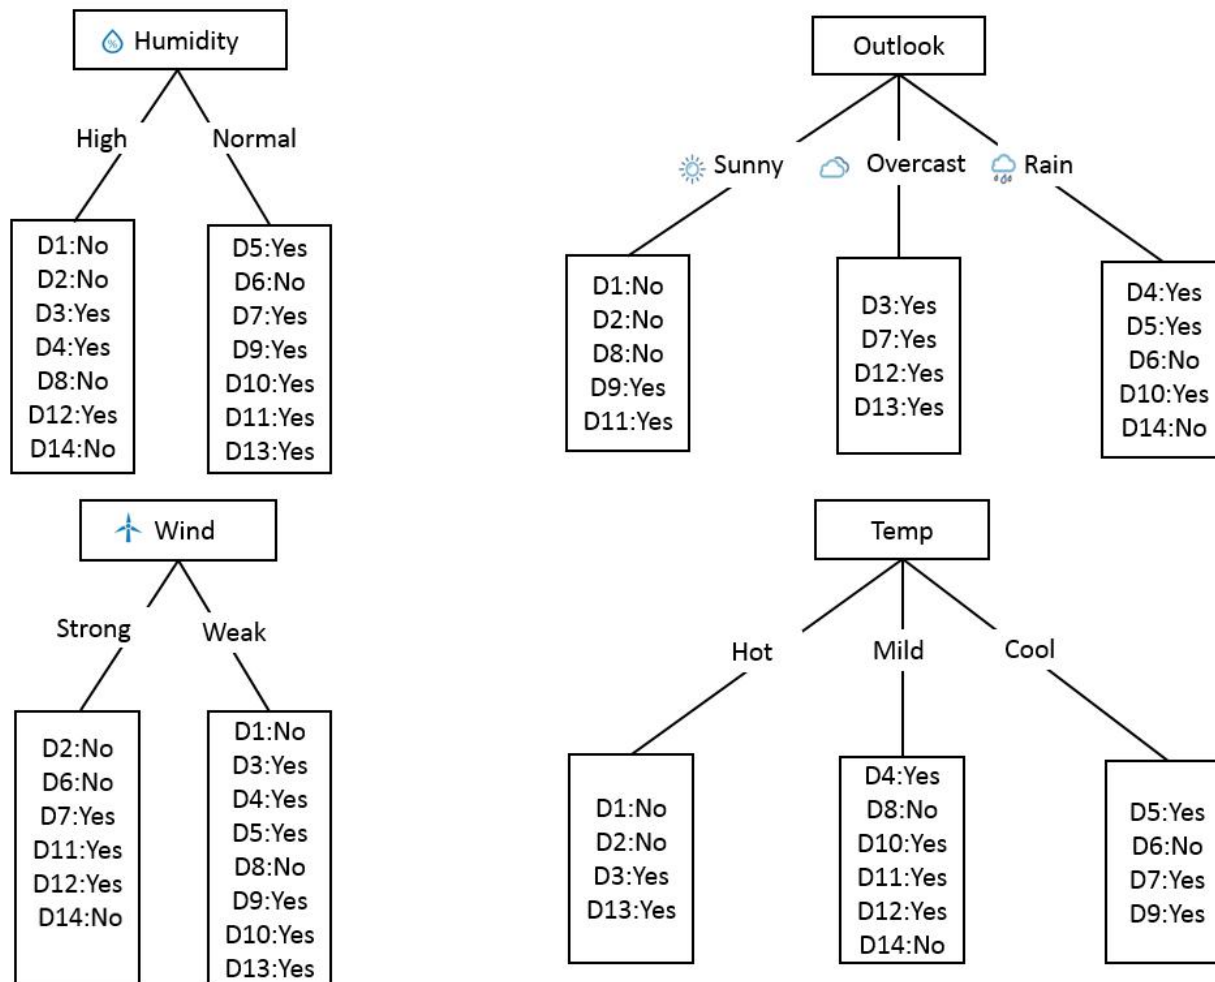 Humidity
High
Normal
D1:No
D2:No
D3:Yes
D4:Yes
D8:No
D12:Yes
D14:No
D5:Yes
D6:No
D7:Yes
D9:Yes
D10:Yes
D11:Yes
D13:Yes
Outlook
Sunny
Overcast
Rain
D1:No
D2:No
D8:No
D9:Yes
D11:Yes
D3:Yes
D7:Yes
D12:Yes
D13:Yes
D4:Yes
D5:Yes
D6:No
D10:Yes
D14:No
Wind
Strong
Weak
D2:No
D6:No
D7:Yes
D11:Yes
D12:Yes
D14:No
D1:No
D3:Yes
D4:Yes
D5:Yes
D8:No
D9:Yes
D10:Yes
D13:Yes
Temp
Hot
Mild
Cool
D1:No
D2:No
D3:Yes
D13:Yes
D4:Yes
D8:No
D10:Yes
D11:Yes
D12:Yes
D14:No
D5:Yes
D6:No
D7:Yes
D9:Yes